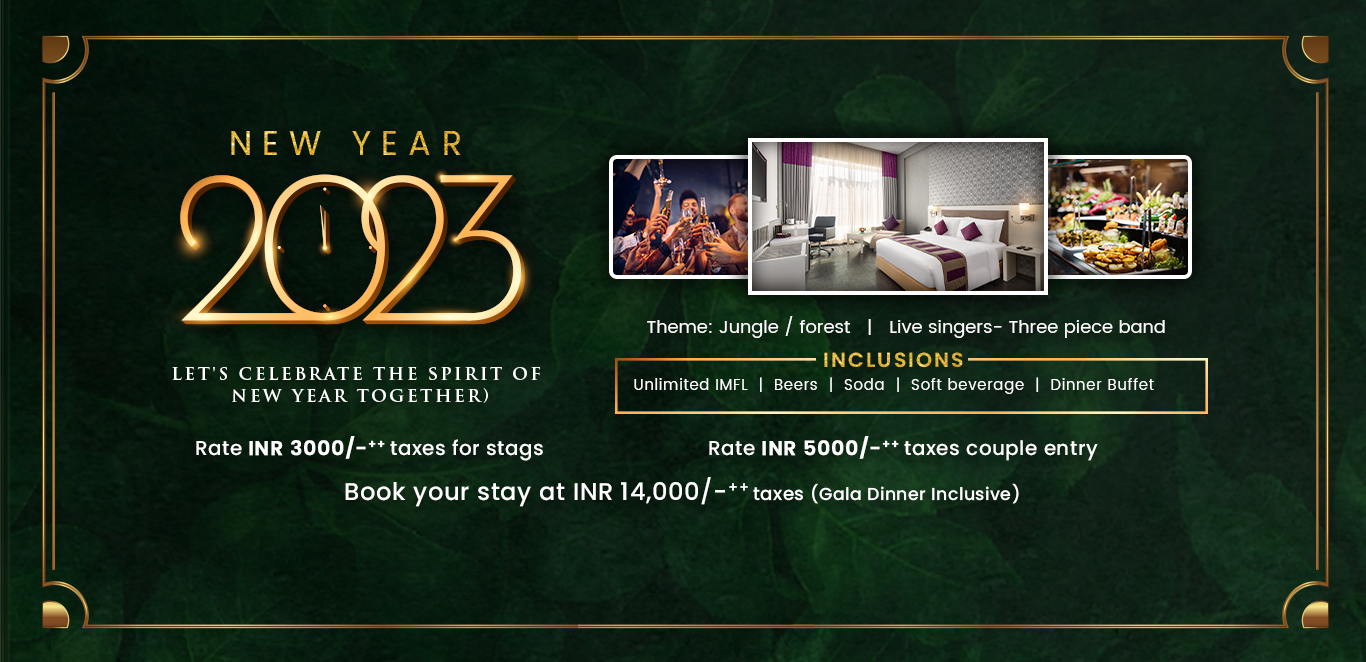 NEW YEAR
2023
LET'S CELEBRATE THE SPIRIT OF
NEW YEAR TOGETHER)
Theme: Jungle / forest | Live singers- Three piece band
INCLUSIONS
Unlimited IMFL | Beers | Soda | Soft beverage | Dinner Buffet
Rate INR 3000/-++ taxes for stags
Rate INR 5000/-++ taxes couple entry
Book your stay at INR 14,000/-++ taxes (Gala Dinner Inclusive)